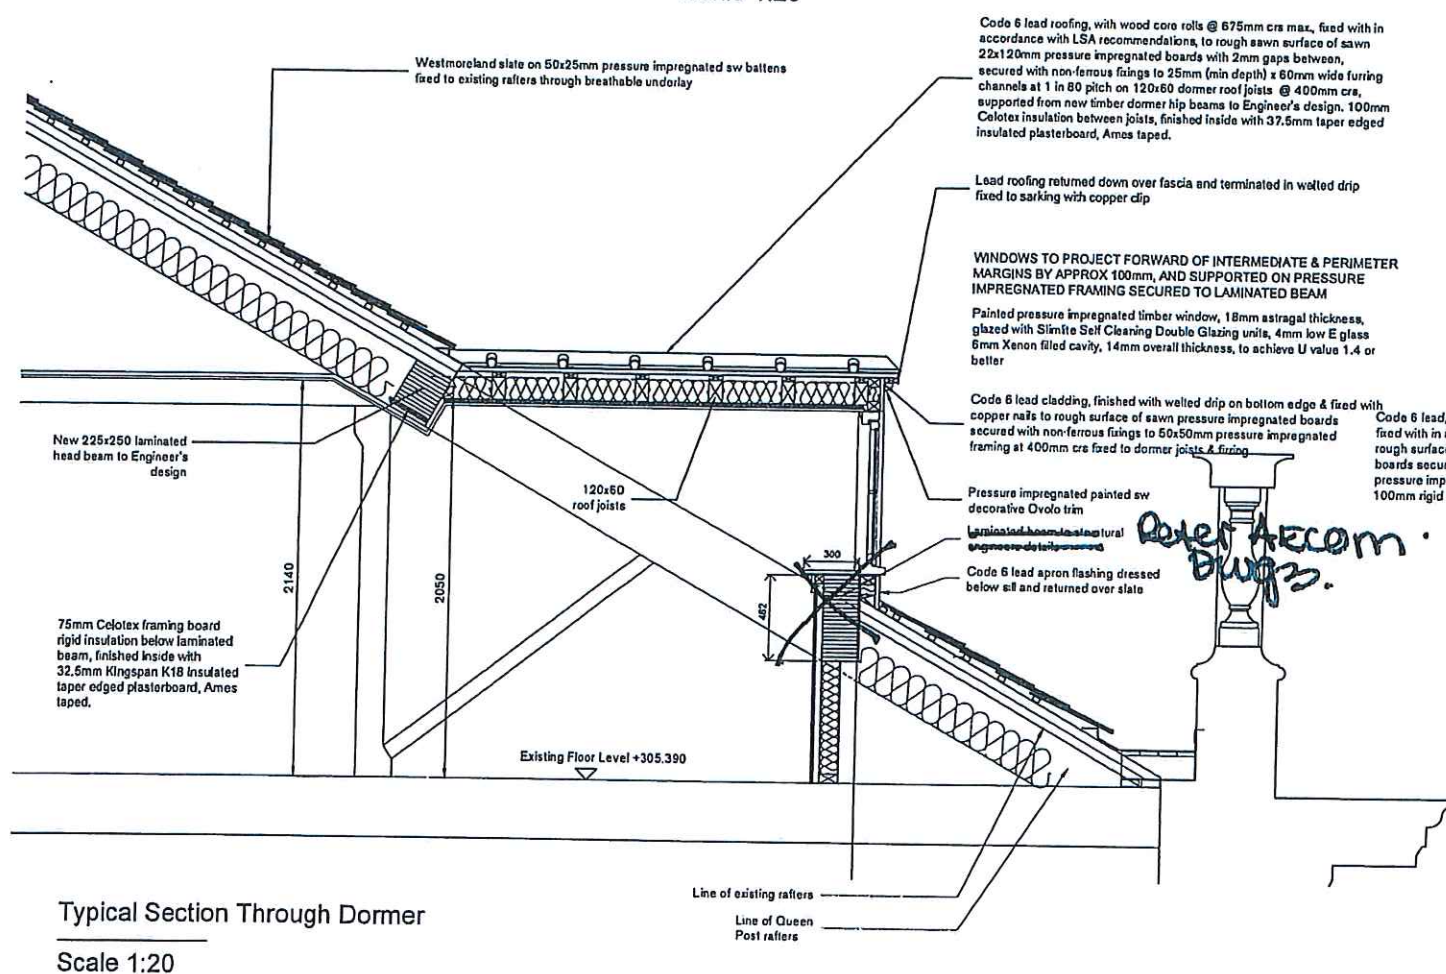 Code 6 lead roofing, with wood core rolls @ 675mm crs max., fixed with in
accordance with LSA recommendations, to rough sawn surface of sawn
22x120mm pressure impregnated boards with 2mm gaps between,
secured with non-ferrous fixings to 25mm (min depth) x 60mm wide furring
channels at 1 in 80 pitch on 120x60 dormer roof joists @ 400mm crs,
supported from new timber dormer hip beams to Engineer's design. 100mm
Celotex insulation between joists, finished inside with 37.5mm taper edged
insulated plasterboard, Ames taped.
Westmoreland slate on 50x25mm pressure impregnated sw battens
fixed to existing rafters through breathable underlay
Lead roofing returned down over fascia and terminated in welted drip
fixed to sarking with copper clip
WINDOWS TO PROJECT FORWARD OF INTERMEDIATE & PERIMETER
MARGINS BY APPROX 100mm, AND SUPPORTED ON PRESSURE
IMPREGNATED FRAMING SECURED TO LAMINATED BEAM
Painted pressure impregnated timber window, 18mm astragal thickness,
glazed with Slimlite Self Cleaning Double Glazing units, 4mm low E glass
6mm Xenon filled cavity, 14mm overall thickness, to achieve U value 1.4 or
better
Code 6 lead cladding, finished with welted drip on bottom edge & fixed with
copper nails to rough surface of sawn pressure impregnated boards
secured with non-ferrous fixings to 50x50mm pressure impregnated
framing at 400mm crs fixed to dormer joists & firring
Code 6 lead,
fixed with in
rough surface
boards secur
pressure imp
100mm rigid
New 225x250 laminated
head beam to Engineer's
design
120x60
roof joists
Pressure impregnated painted sw
decorative Ovolo trim
Laminated beam to structural
engineers details
Refer AECOM
Dwgs.
Code 6 lead apron flashing dressed
below sill and returned over slate
300
462
2140
2050
75mm Celotex framing board
rigid insulation below laminated
beam, finished inside with
32.5mm Kingspan K18 Insulated
taper edged plasterboard, Ames
taped.
Existing Floor Level +305.390
Line of existing rafters
Line of Queen
Post rafters
Typical Section Through Dormer
Scale 1:20